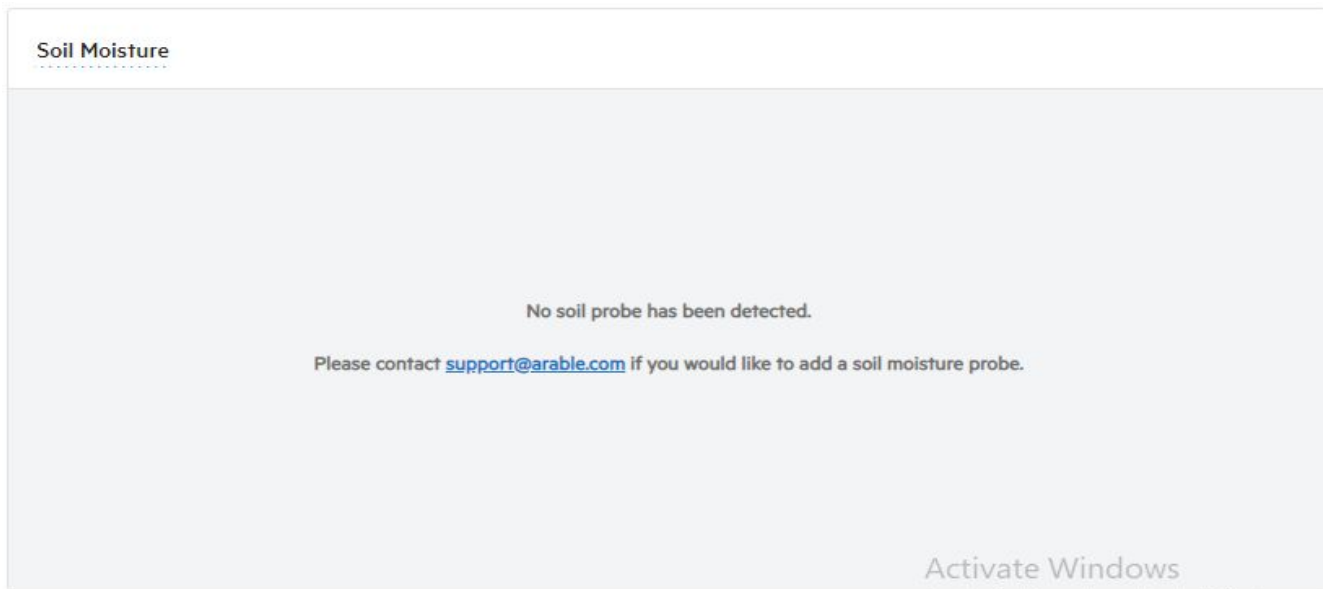 Soil Moisture
No soil probe has been detected.
Please contact support@arable.com if you would like to add a soil moisture probe.
Activate Windows